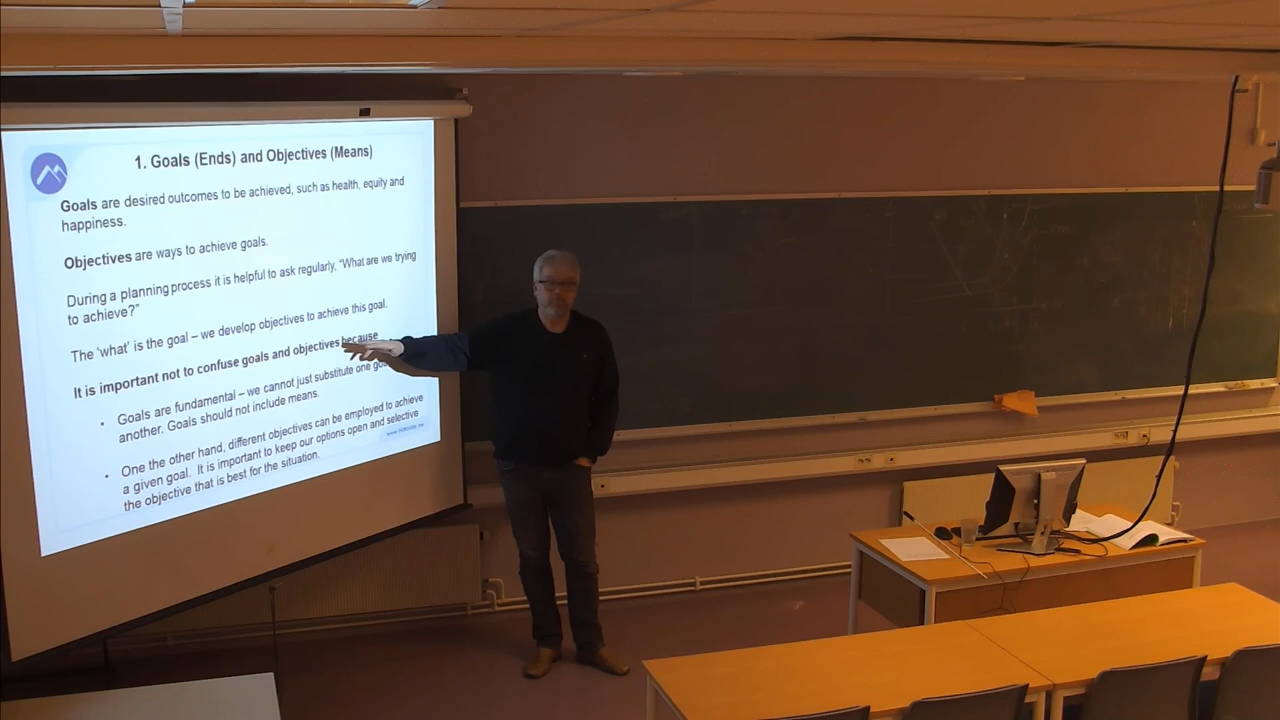 1. Goals (Ends) and Objectives (Means)
Goals are desired outcomes to be achieved, such as health, equity and
happiness.
Objectives are ways to achieve goals.
During a planning process it is helpful to ask regularly, “What are we trying
to achieve?”
The ‘what’ is the goal – we develop objectives to achieve this goal.
It is important not to confuse goals and objectives because
• Goals are fundamental – we cannot just substitute one
another. Goals should not include means.
• One the other hand, different objectives can be employed to achieve
a given goal. It is important to keep our options open and selective
the objective that is best for the situation.